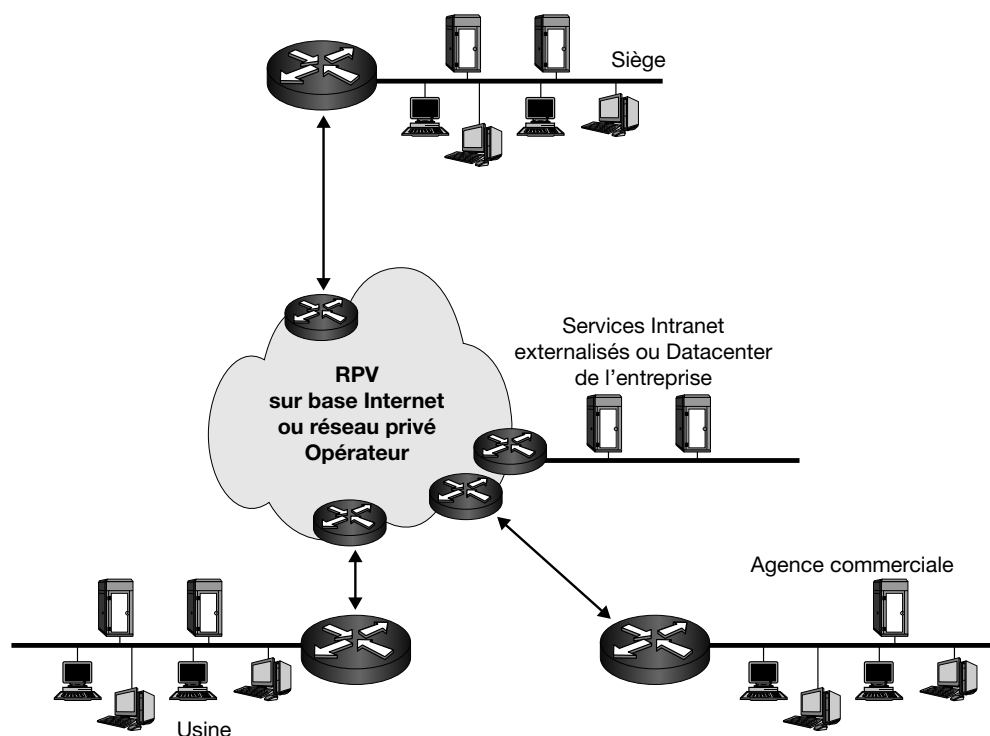 Siège
Services Intranet
externalisés ou Datacenter
de l’entreprise
RPV
sur base Internet
ou réseau privé
Opérateur
Agence commerciale
Usine